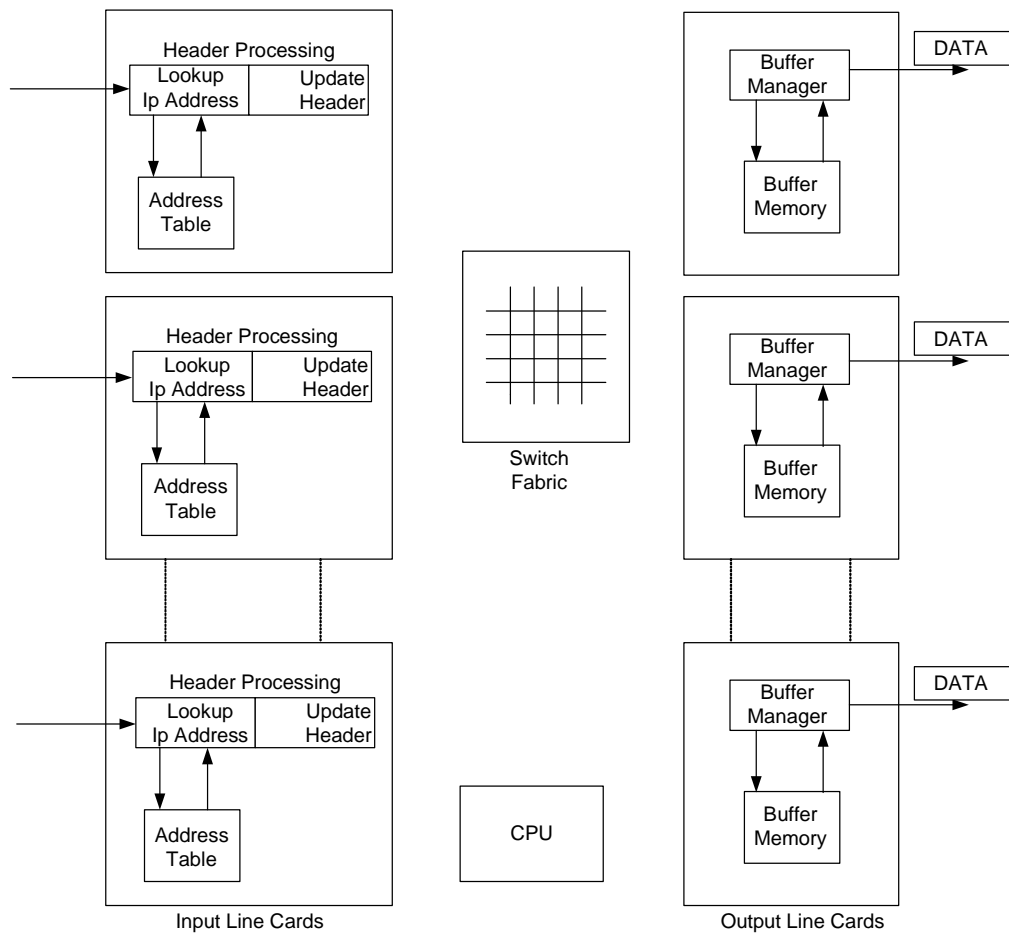 Header Processing
Lookup
Ip Address
Update
Header
Address
Table
Buffer
Manager
DATA
Buffer
Memory
Header Processing
Lookup
Ip Address
Update
Header
Address
Table
Switch
Fabric
Buffer
Manager
DATA
Buffer
Memory
Header Processing
Lookup
Ip Address
Update
Header
Address
Table
CPU
Buffer
Manager
DATA
Buffer
Memory
Input Line Cards
Output Line Cards